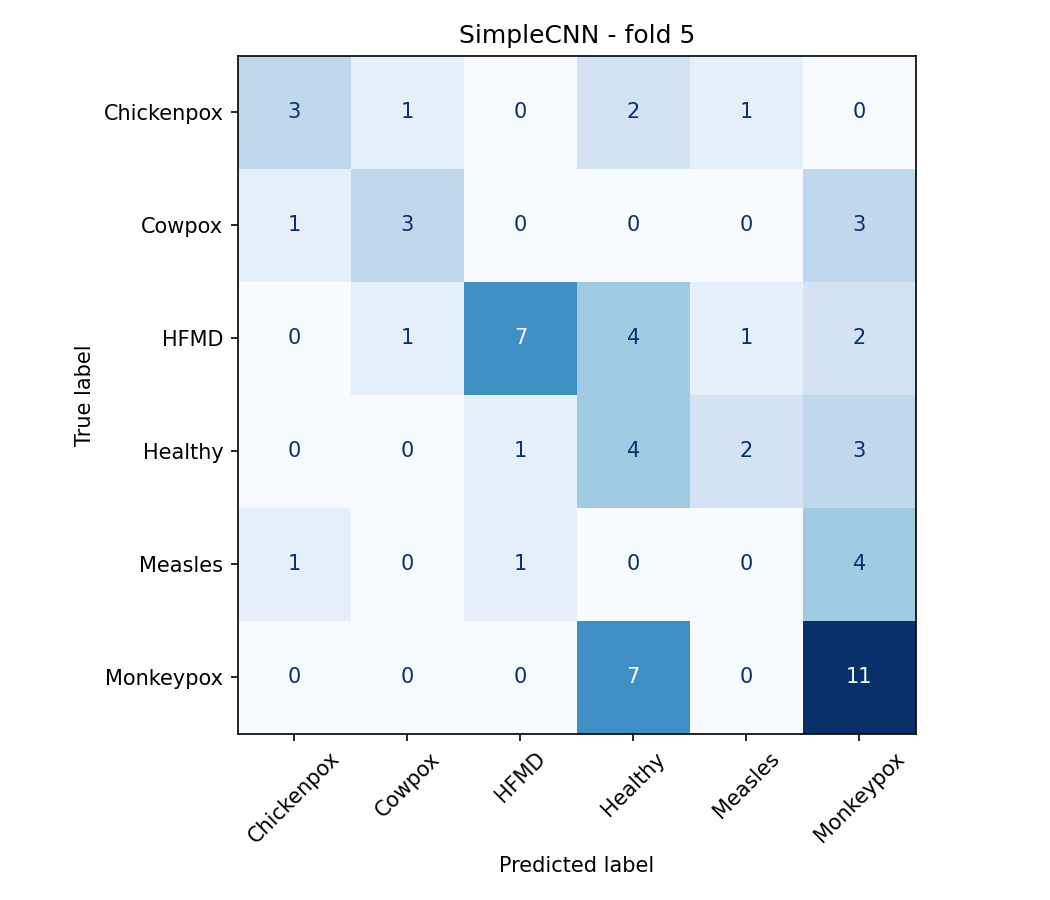 SimpleCNN - fold 5
Chickenpox 3 1 0 2 1 0
Cowpox 1 3 0 0 0 3
HFMD 0 1 7 4 1 2
Healthy 0 0 1 4 2 3
Measles 1 0 1 0 0 4
Monkeypox 0 0 0 7 0 11
True label
Chickenpox Cowpox HFMD Healthy Measles Monkeypox
Predicted label